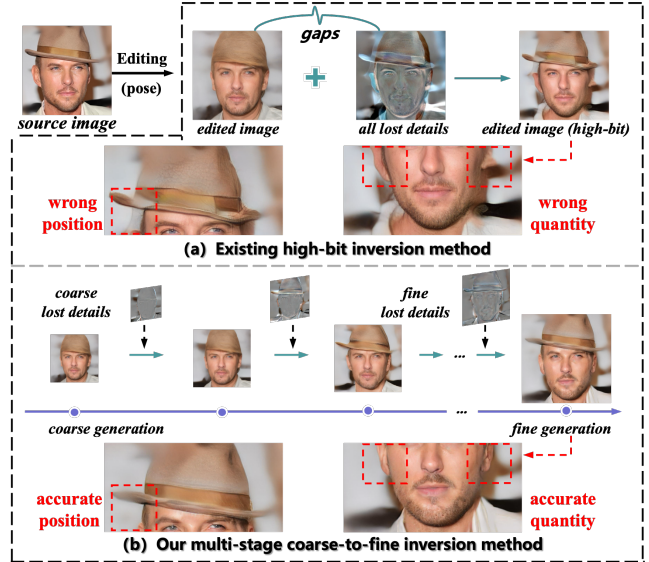 gaps
Editing
(pose)
source image
edited image
all lost details
edited image (high-bit)
wrong
position
wrong
quantity
(a) Existing high-bit inversion method
coarse
lost details
fine
lost details
...
...
coarse generation
fine generation
accurate
position
accurate
quantity
(b) Our multi-stage coarse-to-fine inversion method